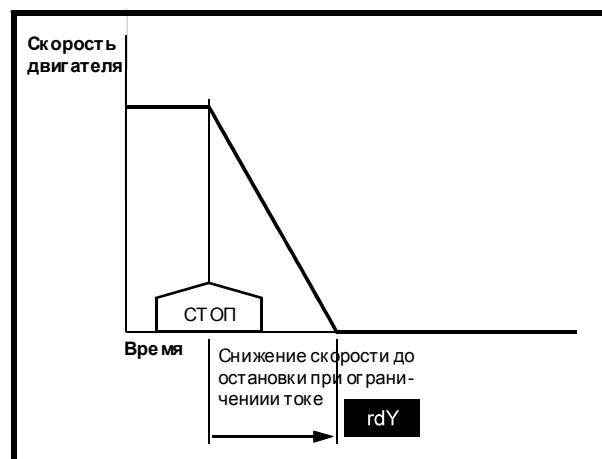 Скорость
двигателя
СТОП
Время
Снижение скорости до
остановки при ограни-
чениии токе
rdY